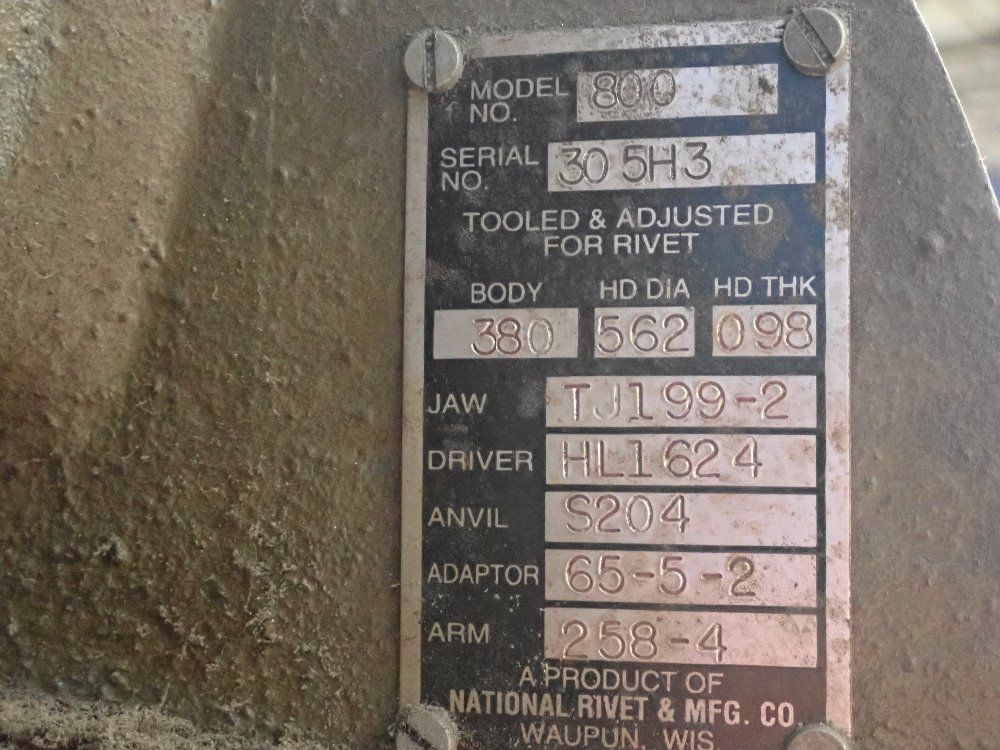 MODEL NO. 800
SERIAL NO. 305H3
TOOLED & ADJUSTED
FOR RIVET
BODY HD DIA HD THK
380 562 098
JAW TJ199-2
DRIVER HL1624
ANVIL S204
ADAPTOR 65-5-2
ARM 258-4
A PRODUCT OF
NATIONAL RIVET & MFG. CO.
WAUPUN, WIS.